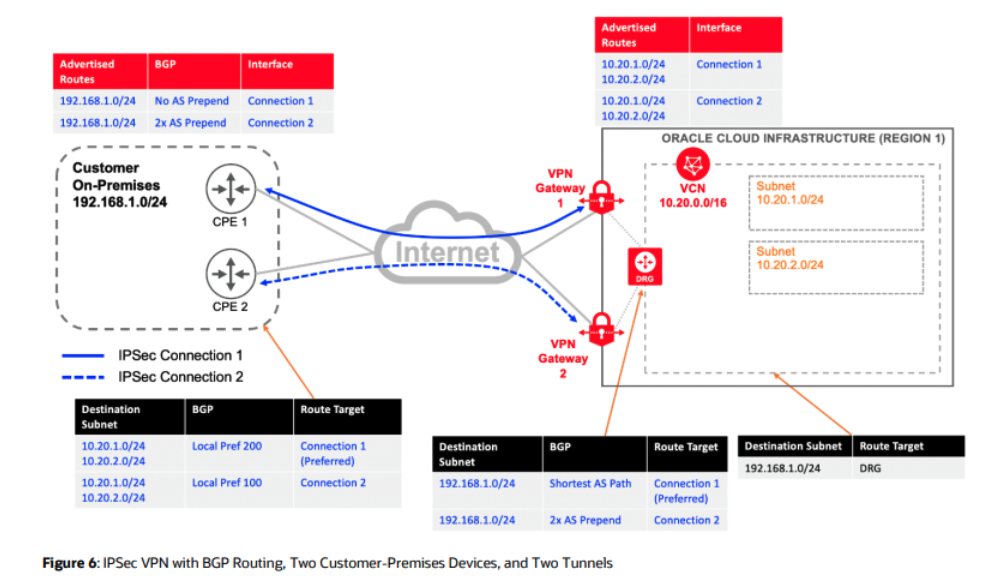 Advertised Routes BGP Interface
192.168.1.0/24 No AS Prepend Connection 1
192.168.1.0/24 2x AS Prepend Connection 2
Advertised Routes Interface
10.20.1.0/24 Connection 1
10.20.2.0/24
10.20.1.0/24 Connection 2
10.20.2.0/24
ORACLE CLOUD INFRASTRUCTURE (REGION 1)
Customer
On-Premises
192.168.1.0/24
CPE 1
CPE 2
Internet
VPN
Gateway
1
VPN
Gateway
2
DRG
VCN
10.20.0.0/16
Subnet
10.20.1.0/24
Subnet
10.20.2.0/24
IPSec Connection 1
IPSec Connection 2
Destination Subnet BGP Route Target
10.20.1.0/24 Local Pref 200 Connection 1
10.20.2.0/24 (Preferred)
10.20.1.0/24 Local Pref 100 Connection 2
10.20.2.0/24
Destination Subnet BGP Route Target
192.168.1.0/24 Shortest AS Path Connection 1
(Preferred)
192.168.1.0/24 2x AS Prepend Connection 2
Destination Subnet Route Target
192.168.1.0/24 DRG
Figure 6: IPSec VPN with BGP Routing, Two Customer-Premises Devices, and Two Tunnels